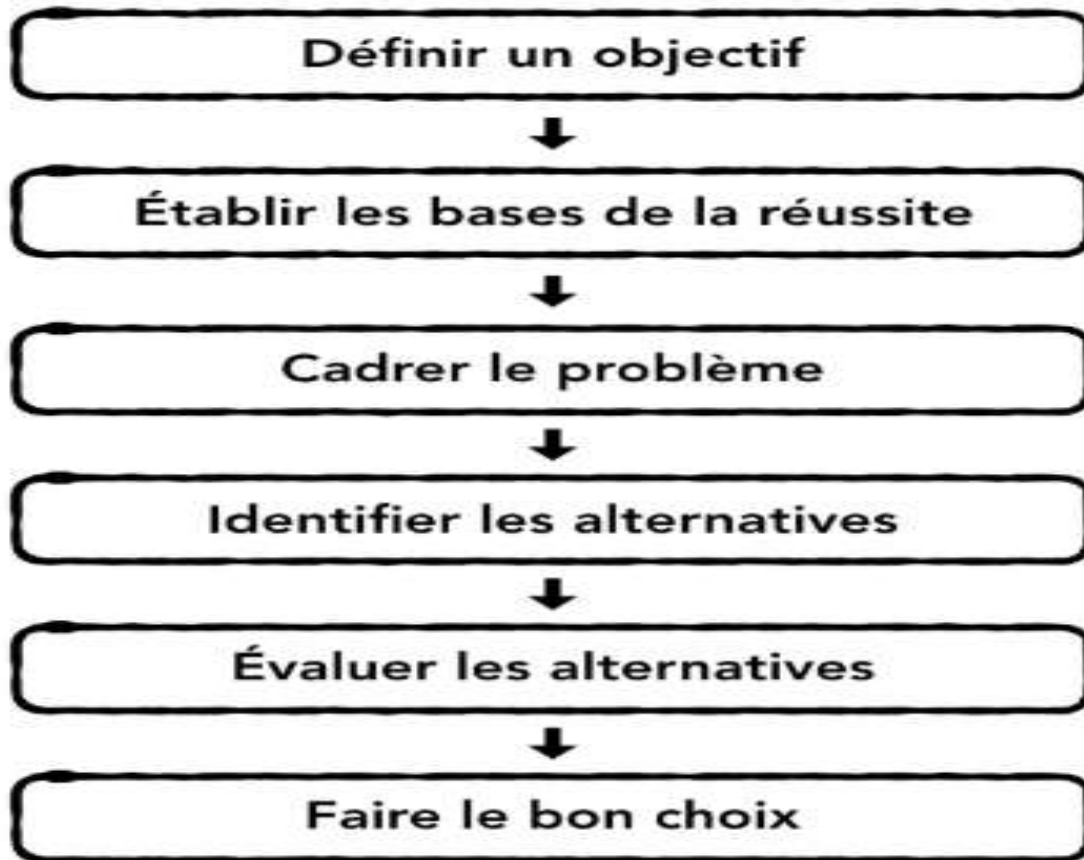 Définir un objectif
Établir les bases de la réussite
Cadrer le problème
Identifier les alternatives
Évaluer les alternatives
Faire le bon choix